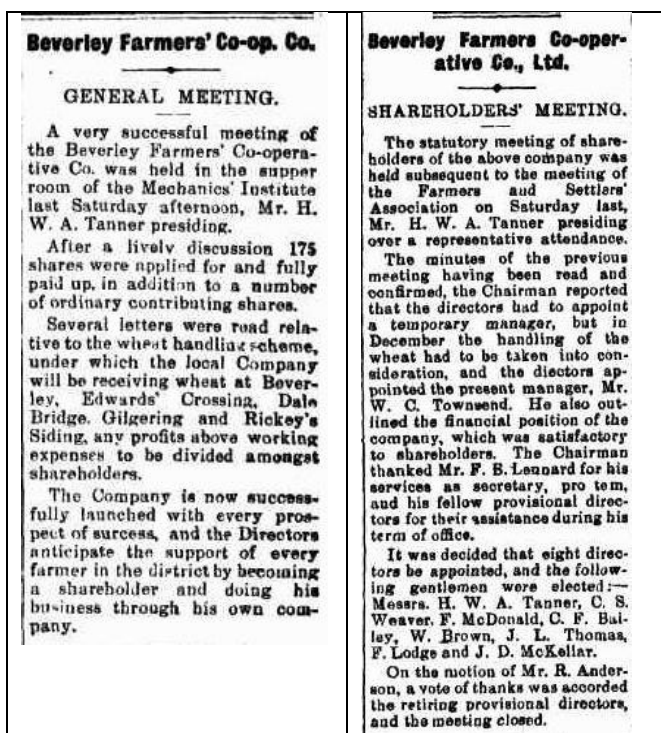 Beverley Farmers' Co-op. Co.
GENERAL MEETING.
A very successful meeting of
the Beverley Farmers' Co-opera-
tive Co. was held in the supper
room of the Mechanics' Institute
last Saturday afternoon, Mr. H.
W. A. Tanner presiding.
After a lively discussion 175
shares were applied for and fully
paid up, in addition to a number
of ordinary contributing shares.
Several letters were read rela-
tive to the wheat handling scheme,
under which the local Company
will be receiving wheat at Bever-
ley, Edwards' Crossing, Dale
Bridge. Gilgering and Rickey's
Siding, any profits above working
expenses to be divided amongst
shareholders.
The Company is now success-
fully launched with every pros-
pect of success, and the Directors
anticipate the support of every
farmer in the district by becoming
a shareholder and doing his
business through his own com-
pany.
Beverley Farmers Co-oper-
ative Co., Ltd.
SHAREHOLDERS' MEETING.
The statutory meeting of share-
holders of the above company was
held subsequent to the meeting of
the Farmers and Settlers'
Association on Saturday last,
Mr. H. W. A. Tanner presiding
over a representative attendance.
The minutes of the previous
meeting having been read and
confirmed, the Chairman reported
that the directors had to appoint
a temporary manager, but in
December the handling of the
wheat had to be taken into con-
sideration, and the diectors ap-
pointed the present manager, Mr.
W. C. Townsend. He also out-
lined the financial position of the
company, which was satisfactory
to shareholders. The Chairman
thanked Mr. F. B. Lennard for his
services as secretary, pro tem,
and his fellow provisional direc-
tors for their assistance during his
term of office.
It was decided that eight direc-
tors be appointed, and the follow-
ing gentlemen were elected:—
Messrs. H. W. A. Tanner, C. S.
Weaver, F. McDonald, C. F. Bai-
ley, W. Brown, J. L. Thomas,
F. Lodge and J. D. McKellar.
On the motion of Mr. R. Ander-
son, a vote of thanks was accorded
the retiring provisional directors,
and the meeting closed.